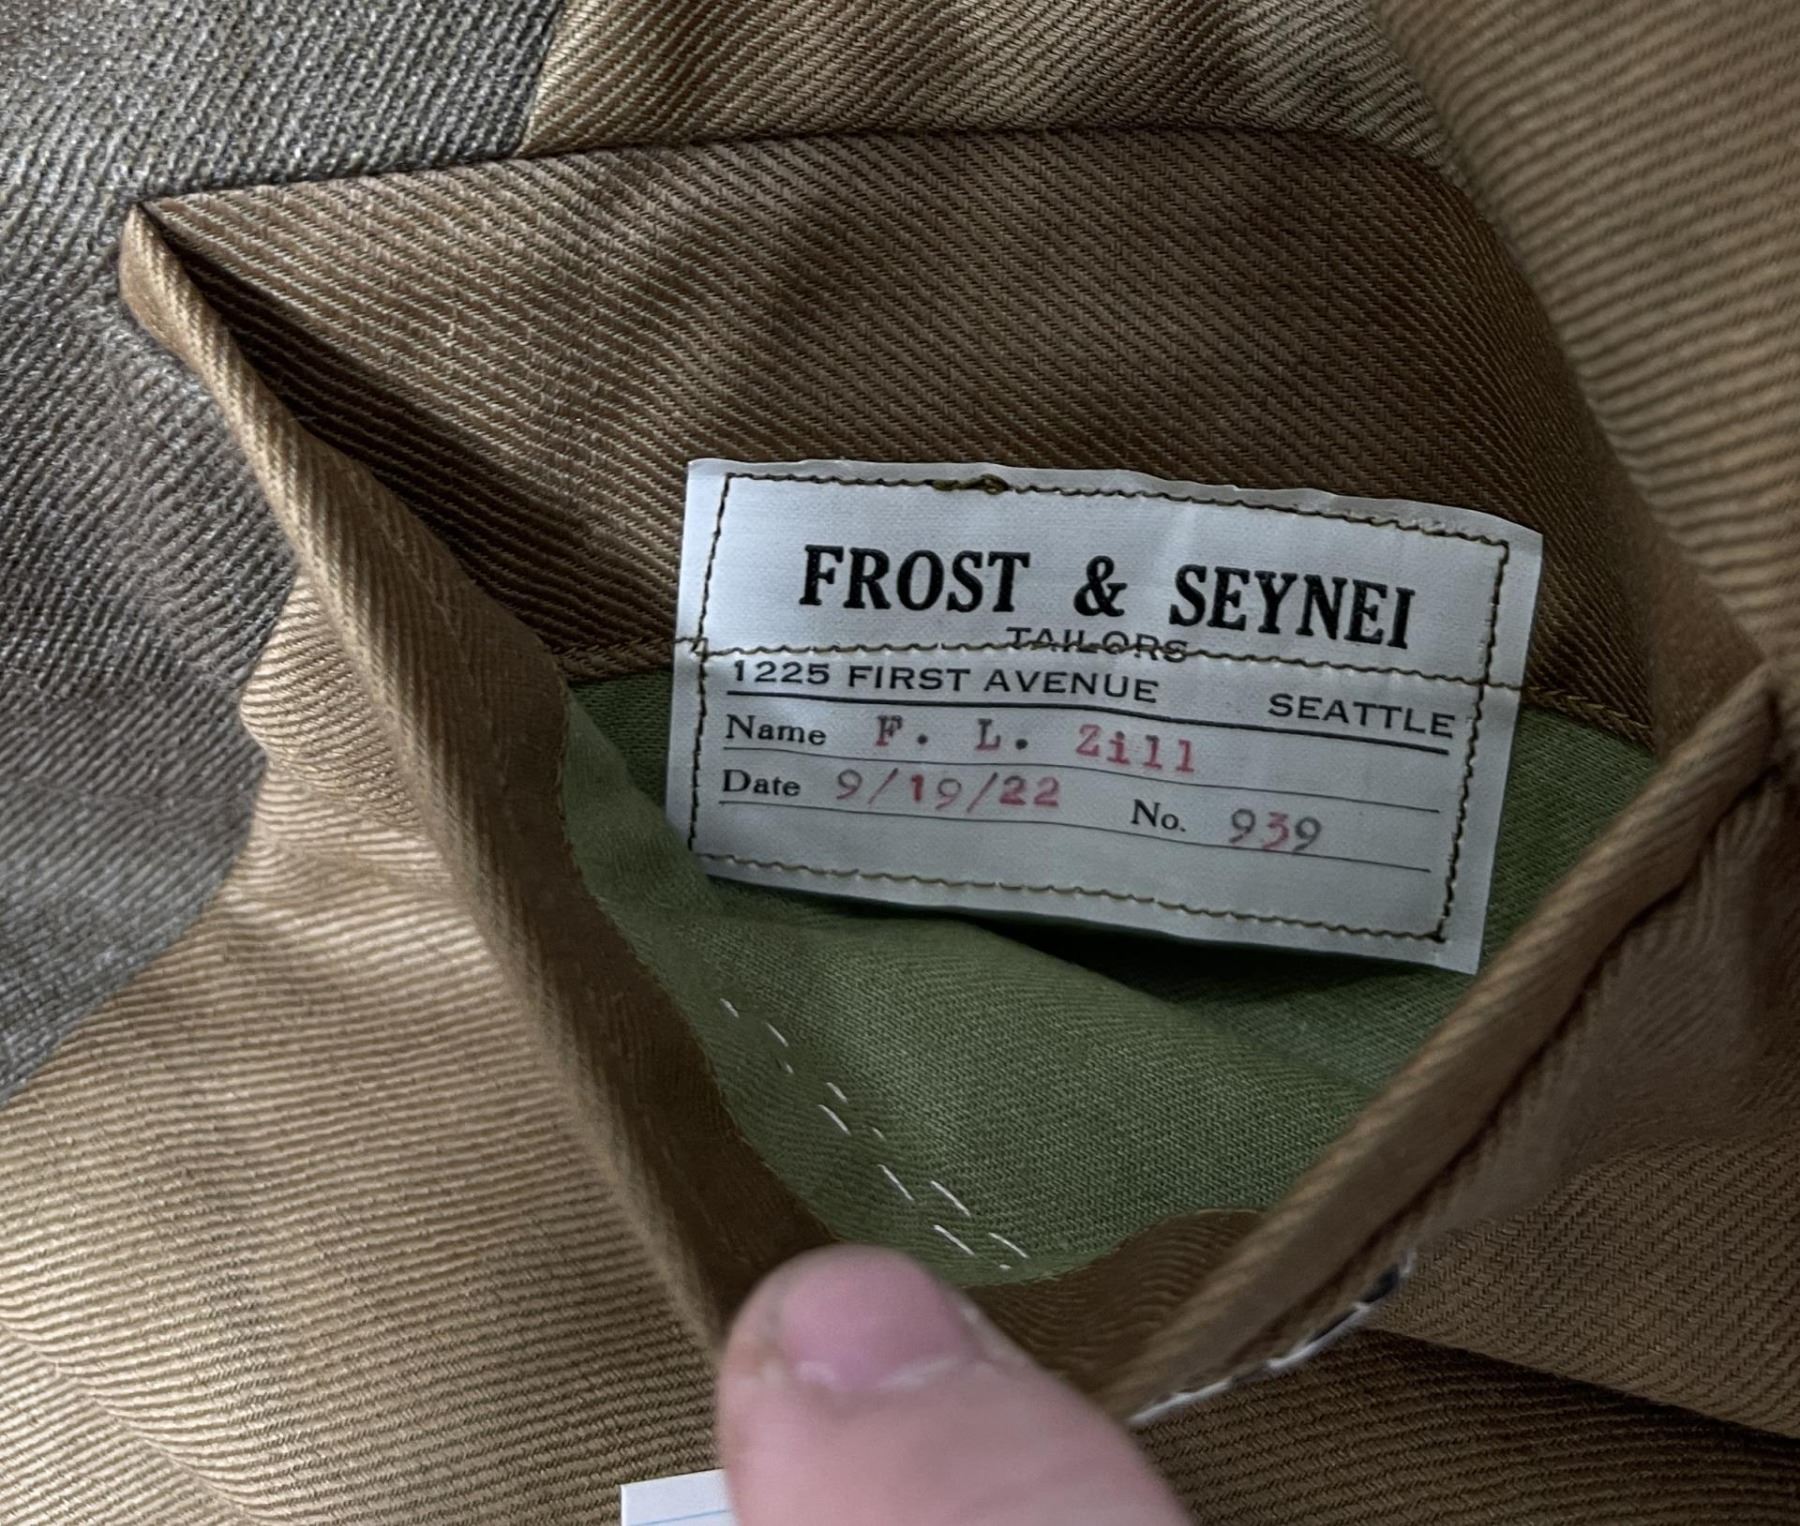 FROST & SEYNEI
TAILORS
1225 FIRST AVENUE SEATTLE
Name F. L. Zill
Date 9/19/22 No. 939